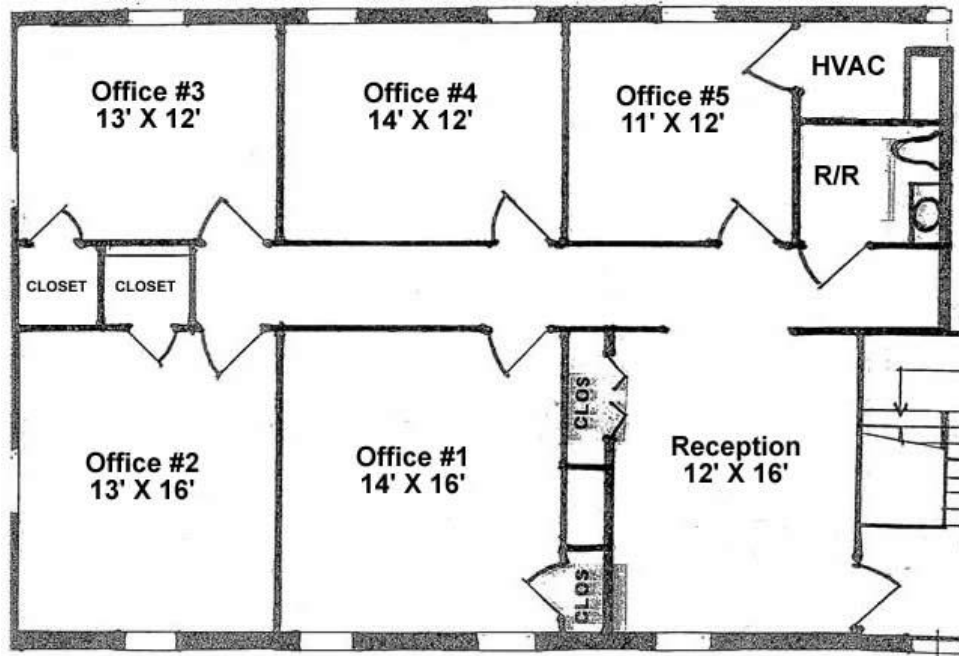 Office #3
13' X 12'
Office #4
14' X 12'
Office #5
11' X 12'
HVAC
R/R
CLOSET
CLOSET
CLOS
Office #2
13' X 16'
Office #1
14' X 16'
Reception
12' X 16'
CLOS